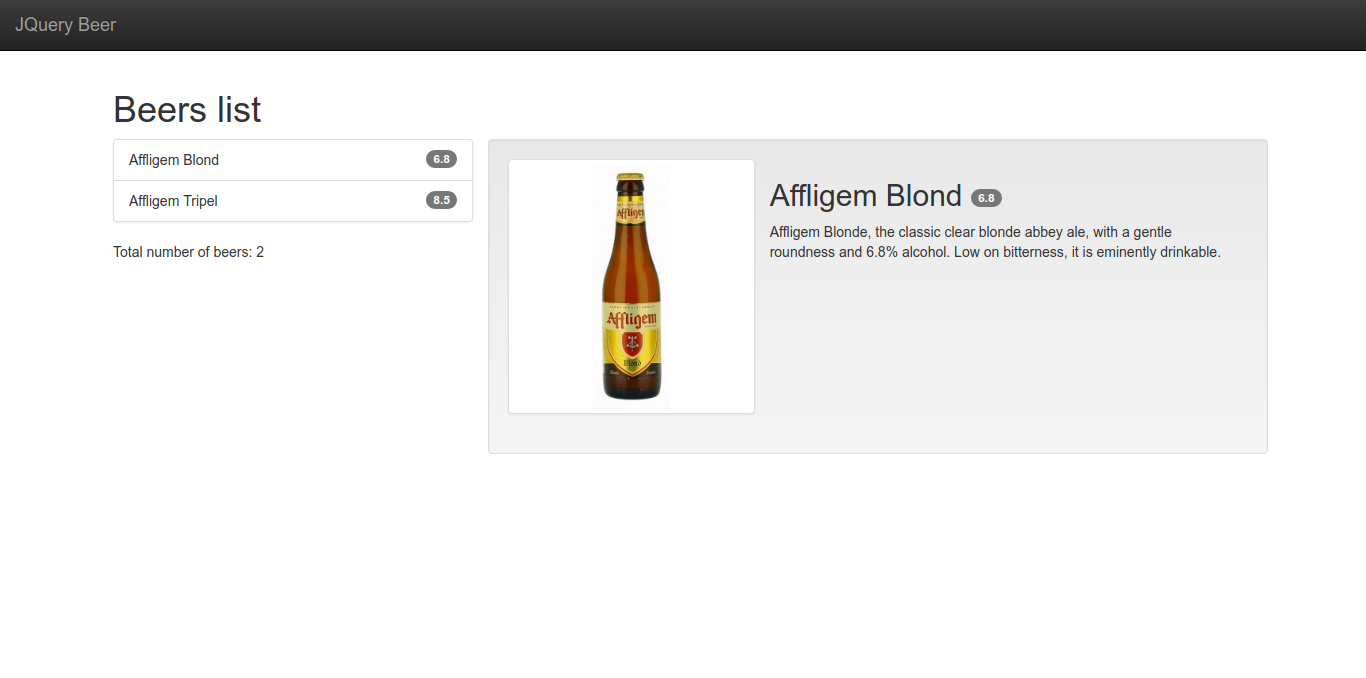 JQuery Beer
Beers list
Affligem Blond 6.8
Affligem Tripel 8.5
Total number of beers: 2
Affligem
Affligem
Blond
Affligem Blond 6.8
Affligem Blonde, the classic clear blonde abbey ale, with a gentle
roundness and 6.8% alcohol. Low on bitterness, it is eminently drinkable.